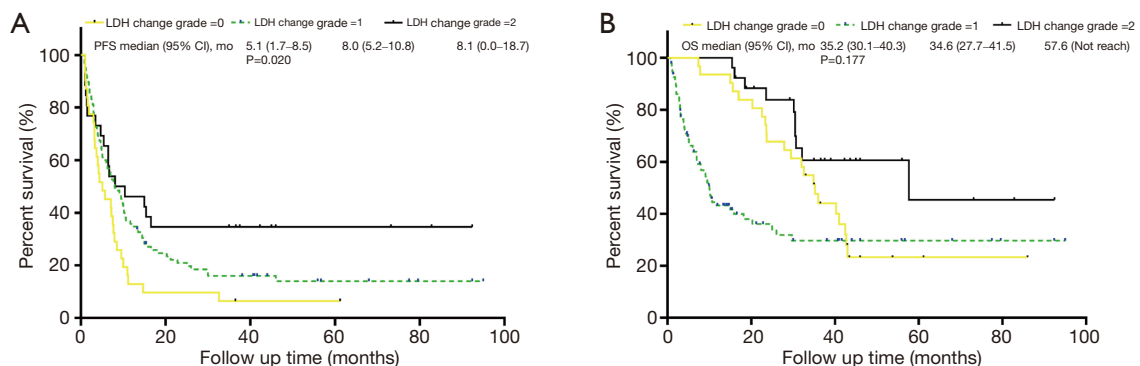 A
LDH change grade =0 LDH change grade =1 LDH change grade =2
PFS median (95% CI), mo 5.1 (1.7–8.5) 8.0 (5.2–10.8) 8.1 (0.0–18.7)
P=0.020
100
80
60
40
20
0
Percent survival (%)
0 20 40 60 80 100
Follow up time (months)
B
LDH change grade =0 LDH change grade =1 LDH change grade =2
OS median (95% CI), mo 35.2 (30.1–40.3) 34.6 (27.7–41.5) 57.6 (Not reach)
P=0.177
100
80
60
40
20
0
Percent survival (%)
0 20 40 60 80 100
Follow up time (months)